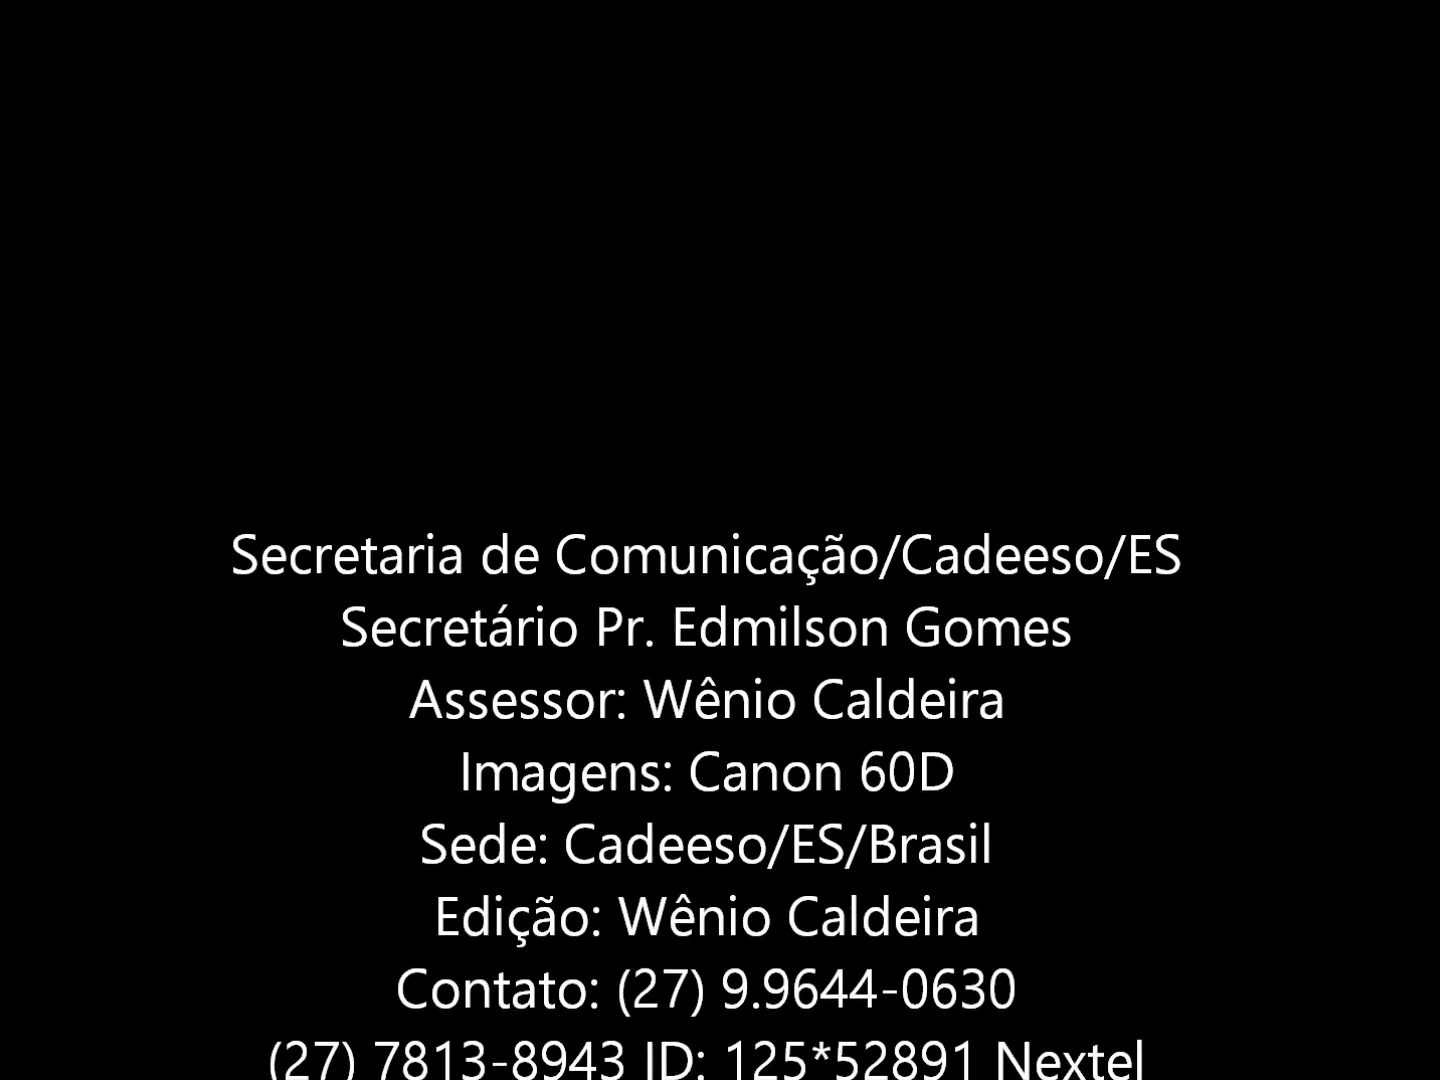 Secretaria de Comunicação/Cadeeso/ES
Secretário Pr. Edmilson Gomes
Assessor: Wênio Caldeira
Imagens: Canon 60D
Sede: Cadeeso/ES/Brasil
Edição: Wênio Caldeira
Contato: (27) 9.9644-0630
(27) 7813-8943 ID: 125*52891 Nextel